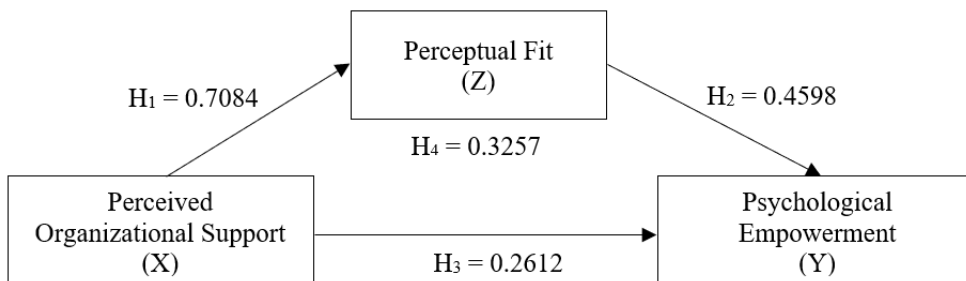 Perceptual Fit
(Z)
H₁ = 0.7084
H₂ = 0.4598
H₄ = 0.3257
Perceived
Organizational Support
(X)
Psychological
Empowerment
(Y)
H₃ = 0.2612